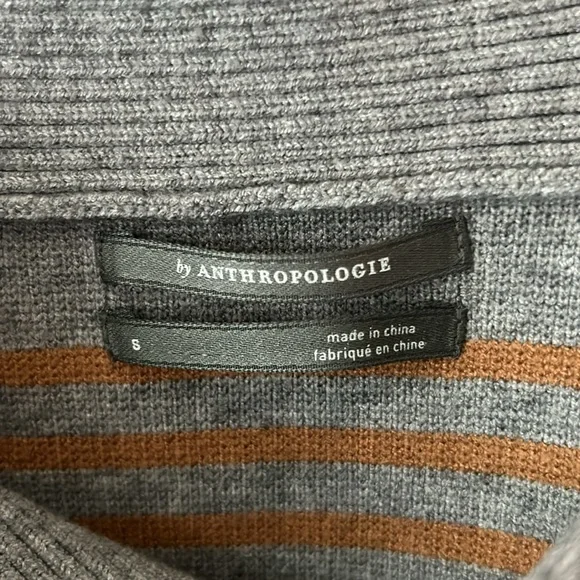 by ANTHROPOLOGIE
S
made in china
fabriqué en chine